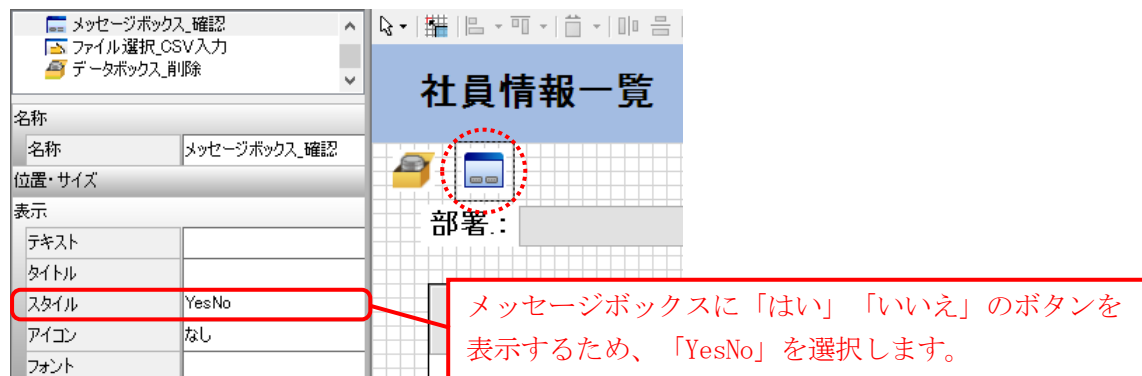 メッセージボックス_確認
ファイル選択_CSV入力
データボックス_削除
名称
名称 メッセージボックス_確認
位置・サイズ
表示
テキスト
タイトル
スタイル YesNo
アイコン なし
フォント
社員情報一覧
部署.:
メッセージボックスに「はい」「いいえ」のボタンを
表示するため、「YesNo」を選択します。